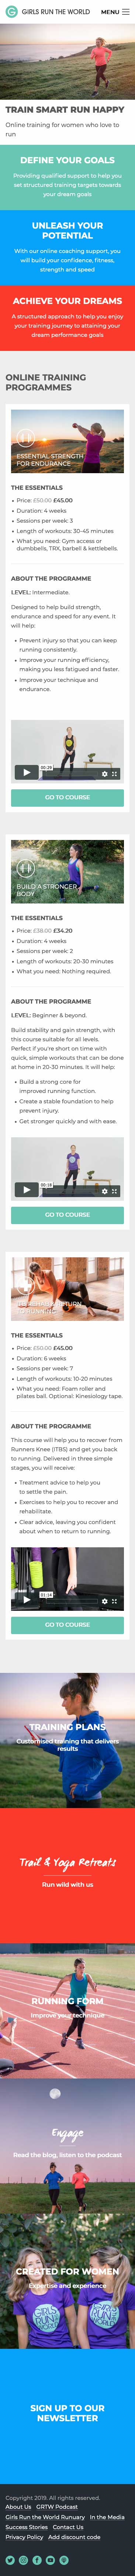 GIRLS RUN THE WORLD MENU
TRAIN SMART RUN HAPPY
Online training for women who love to
run
DEFINE YOUR GOALS
Providing qualified support to help you
set structured training targets towards
your dream goals
UNLEASH YOUR
POTENTIAL
With our online coaching support, you
will build your confidence, fitness,
strength and speed
ACHIEVE YOUR DREAMS
A structured approach to help you enjoy
your training journey to attaining your
dream performance goals
ONLINE TRAINING
PROGRAMMES
ESSENTIAL STRENGTH
FOR ENDURANCE
THE ESSENTIALS
Price: £50.00 £45.00
Duration: 4 weeks
Sessions per week: 3
Length of workouts: 30-45 minutes
What you need: Gym access or
dumbbells, TRX, barbell & kettlebells.
ABOUT THE PROGRAMME
LEVEL: Intermediate.
Designed to help build strength,
endurance and speed for any event. It
will help:
Prevent injury so that you can keep
running consistently.
Improve your running efficiency,
making you less fatigued and faster.
Improve your technique and
endurance.
00:39
GO TO COURSE
BUILD A STRONGER
BODY
THE ESSENTIALS
Price: £38.00 £34.20
Duration: 4 weeks
Sessions per week: 2
Length of workouts: 20-30 minutes
What you need: Nothing required.
ABOUT THE PROGRAMME
LEVEL: Beginner & beyond.
Build stability and gain strength, with
this course suitable for all levels.
Perfect if you're short on time with
quick, simple workouts that can be done
at home in 20-30 minutes. It will help:
Build a strong core for
improved running function.
Create a stable foundation to help
prevent injury.
Get stronger quickly and with ease.
00:18
GO TO COURSE
THE ESSENTIALS
Price: £50.00 £45.00
Duration: 6 weeks
Sessions per week: 7
Length of workouts: 10-20 minutes
What you need: Foam roller and
pilates ball. Optional: Kinesiology tape.
ABOUT THE PROGRAMME
This course will help you to recover from
Runners Knee (ITBS) and get you back
to running. Delivered in three simple
stages, you will receive:
Treatment advice to help you
to settle the pain.
Exercises to help you to recover and
rehabilitate.
Clear advice, leaving you confident
about when to return to running.
01:14
GO TO COURSE
TRAINING PLANS
Customised training that delivers
results
Trail & Yoga Retreats
Run wild with us
RUNNING FORM
Improve your technique
Engage
Read the blog, listen to the podcast
CREATED FOR WOMEN
Expertise and experience
SIGN UP TO OUR
NEWSLETTER
Copyright 2019. All rights reserved.
About Us GRTW Podcast
Girls Run the World Runuary In the Media
Success Stories Contact Us
Privacy Policy Add discount code